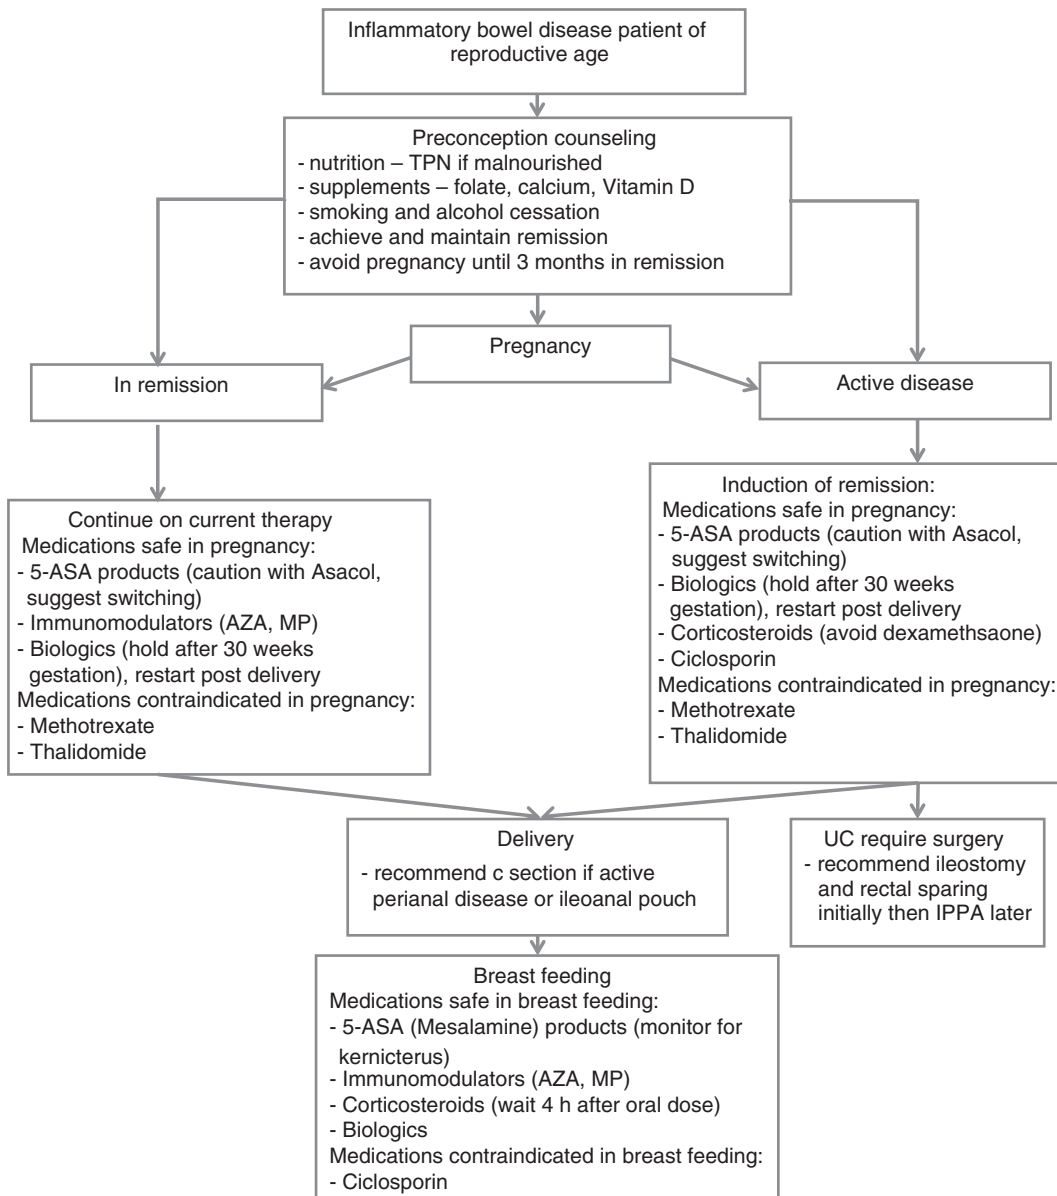 Inflammatory bowel disease patient of
reproductive age
Preconception counseling
- nutrition – TPN if malnourished
- supplements – folate, calcium, Vitamin D
- smoking and alcohol cessation
- achieve and maintain remission
- avoid pregnancy until 3 months in remission
Pregnancy
In remission
Active disease
Continue on current therapy
Medications safe in pregnancy:
- 5-ASA products (caution with Asacol,
suggest switching)
- Immunomodulators (AZA, MP)
- Biologics (hold after 30 weeks
gestation), restart post delivery
Medications contraindicated in pregnancy:
- Methotrexate
- Thalidomide
Induction of remission:
Medications safe in pregnancy:
- 5-ASA products (caution with Asacol,
suggest switching)
- Biologics (hold after 30 weeks
gestation), restart post delivery
- Corticosteroids (avoid dexamethsaone)
- Ciclosporin
Medications contraindicated in pregnancy:
- Methotrexate
- Thalidomide
Delivery
- recommend c section if active
perianal disease or ileoanal pouch
UC require surgery
- recommend ileostomy
and rectal sparing
initially then IPPA later
Breast feeding
Medications safe in breast feeding:
- 5-ASA (Mesalamine) products (monitor for
kernicterus)
- Immunomodulators (AZA, MP)
- Corticosteroids (wait 4 h after oral dose)
- Biologics
Medications contraindicated in breast feeding:
- Ciclosporin